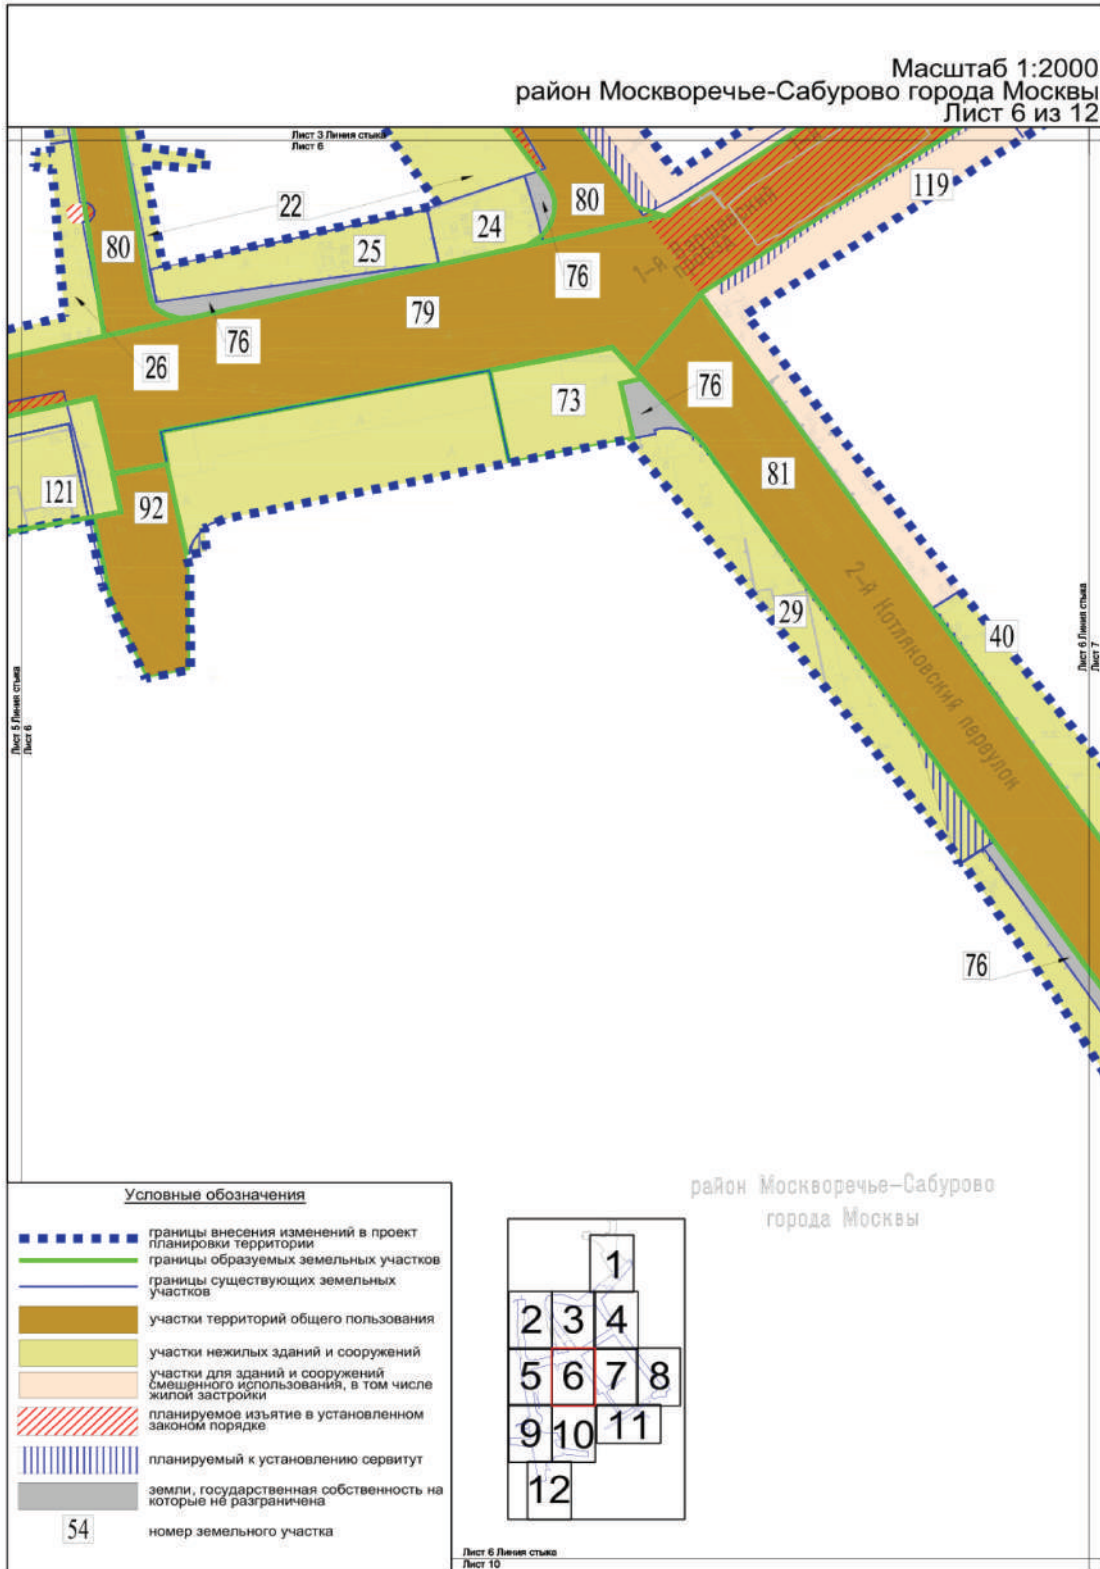 Масштаб 1:2000
район Москворечье-Сабурово города Москвы
Лист 6 из 12
Лист 3 Линия стыка
Лист 6
119
22
80
24
80
25
1-й Варшавский
проезд
76
79
76
26
76
73
81
121
92
2-й Котляковский переулок
29
40
Лист 5 Линия стыка
Лист 6
Лист 6 Линия стыка
Лист 7
76
район Москворечье-Сабурово
города Москвы
Условные обозначения
границы внесения изменений в проект
планировки территории
границы образуемых земельных участков
границы существующих земельных
участков
участки территорий общего пользования
участки нежилых зданий и сооружений
участки для зданий и сооружений
смешенного использования, в том числе
жилой застройки
планируемое изъятие в установленном
законом порядке
планируемый к установлению сервитут
земли, государственная собственность на
которые не разграничена
54
номер земельного участка
1
2 3 4
5 6 7 8
9 10 11
12
Лист 6 Линия стыка
Лист 10